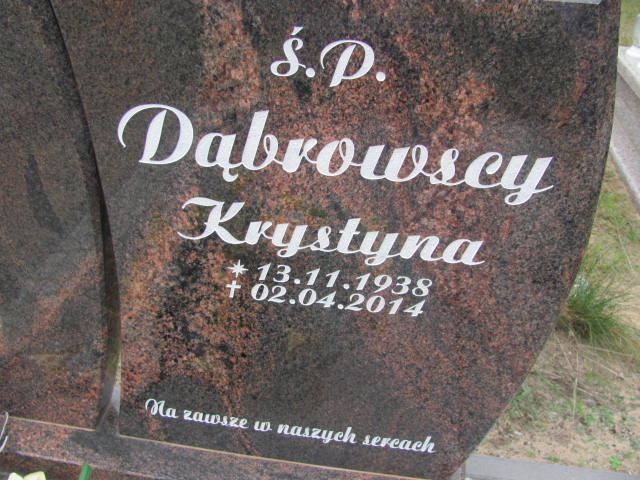 Ś.P.
Dąbrowscy
Krystyna
* 13.11.1938
✝ 02.04.2014
Na zawsze w naszych sercach